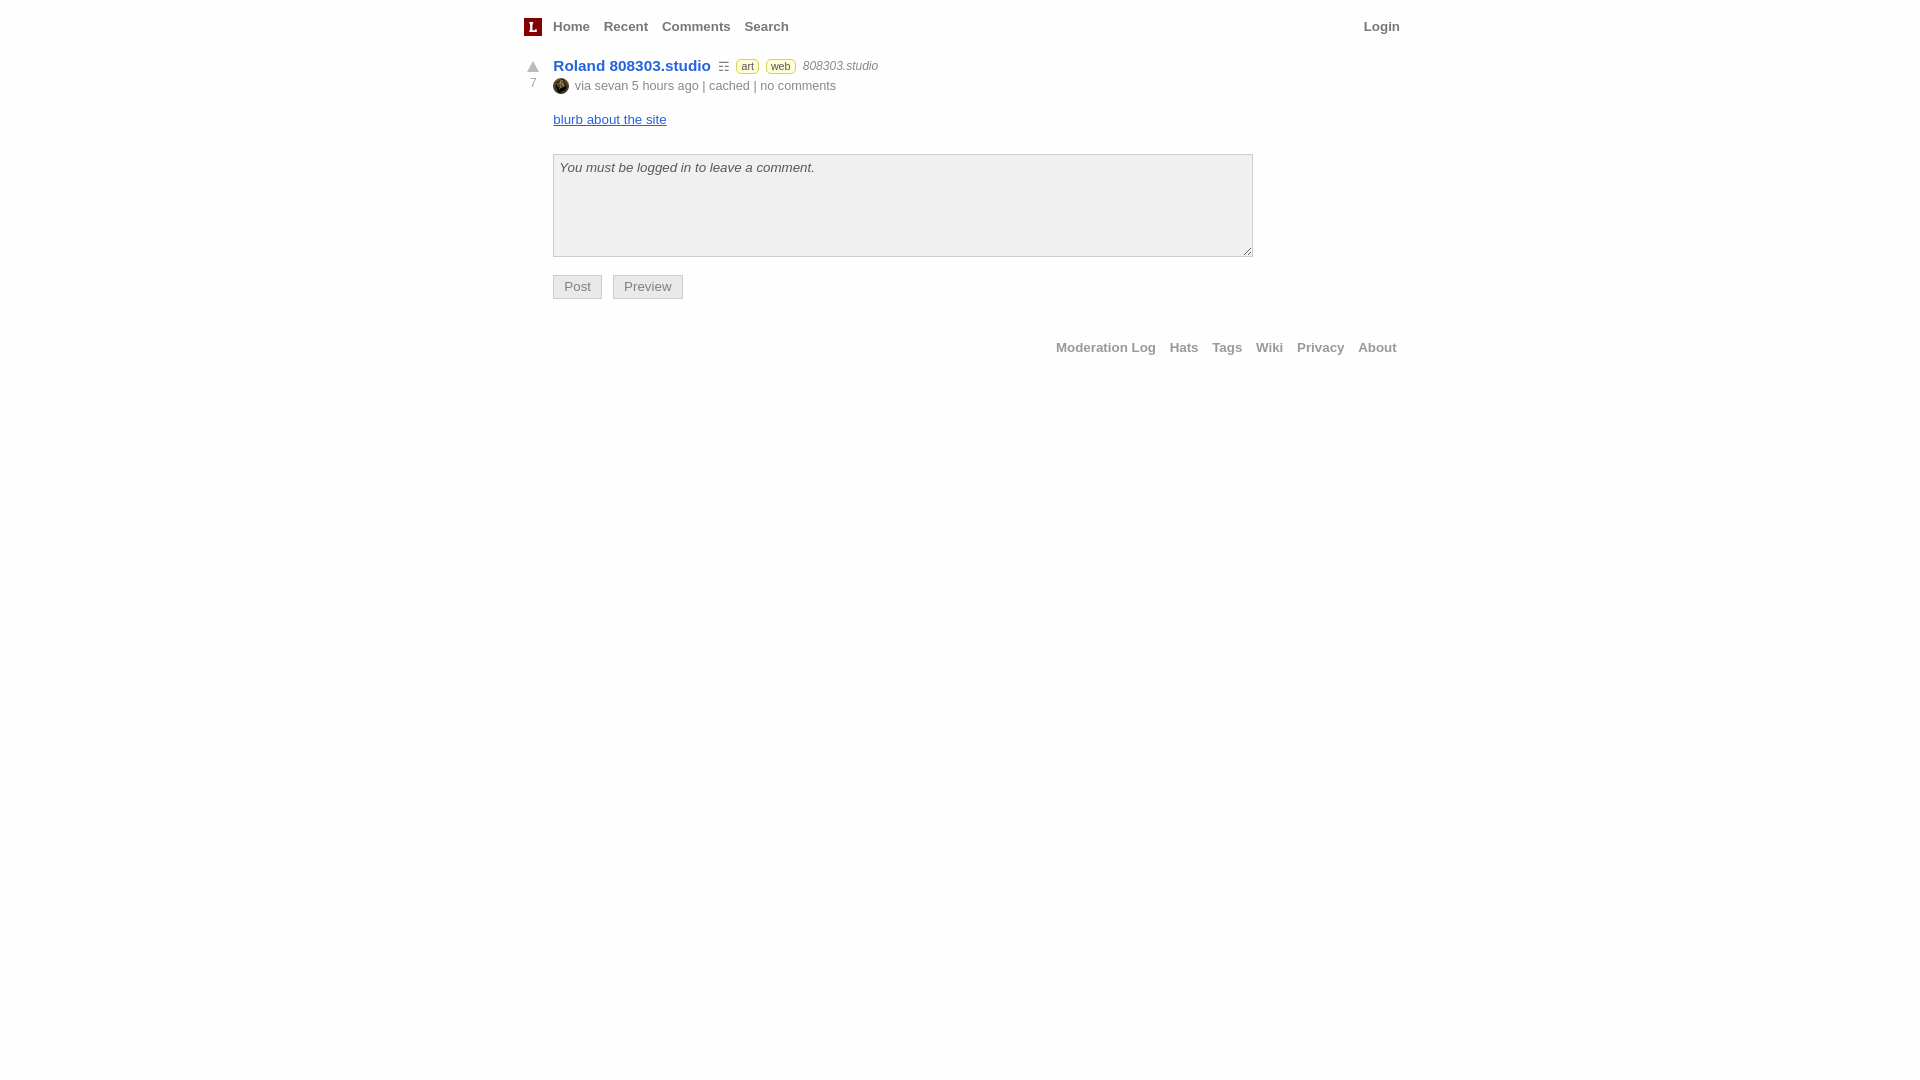 L Home Recent Comments Search Login
Roland 808303.studio ☶ art web 808303.studio
7
via sevan 5 hours ago | cached | no comments
blurb about the site
You must be logged in to leave a comment.
Post Preview
Moderation Log Hats Tags Wiki Privacy About